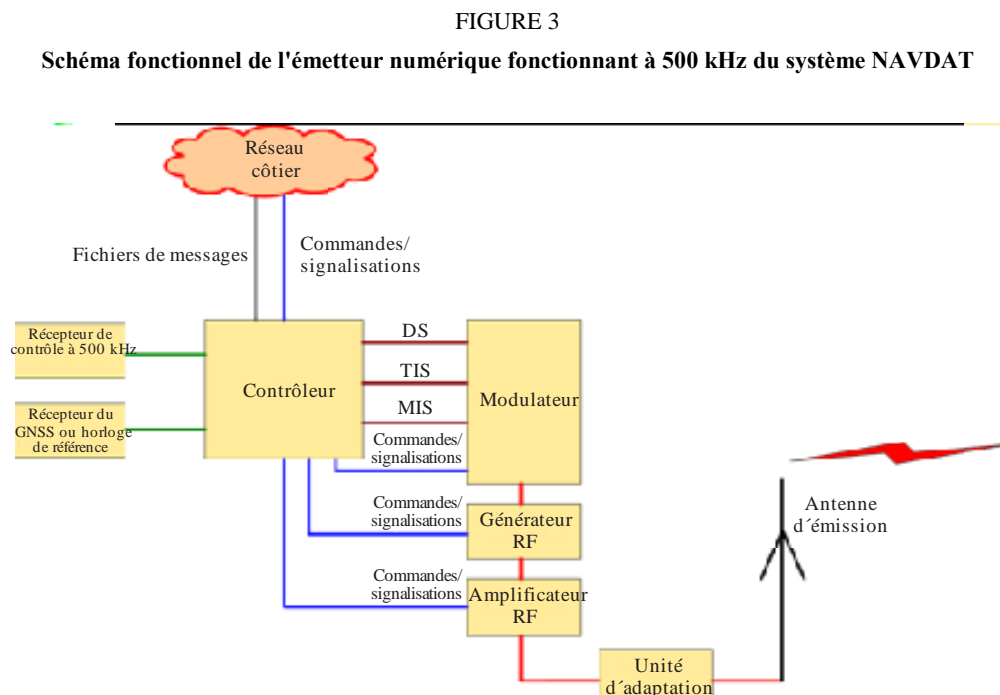 FIGURE 3
Schéma fonctionnel de l'émetteur numérique fonctionnant à 500 kHz du système NAVDAT
Réseau
côtier
Fichiers de messages
Commandes/
signalisations
Récepteur de
contrôle à 500 kHz
Récepteur du
GNSS ou horloge
de référence
Contrôleur
DS
TIS
MIS
Commandes/
signalisations
Modulateur
Commandes/
signalisations
Générateur
RF
Commandes/
signalisations
Amplificateur
RF
Antenne
d´émission
Unité
d´adaptation